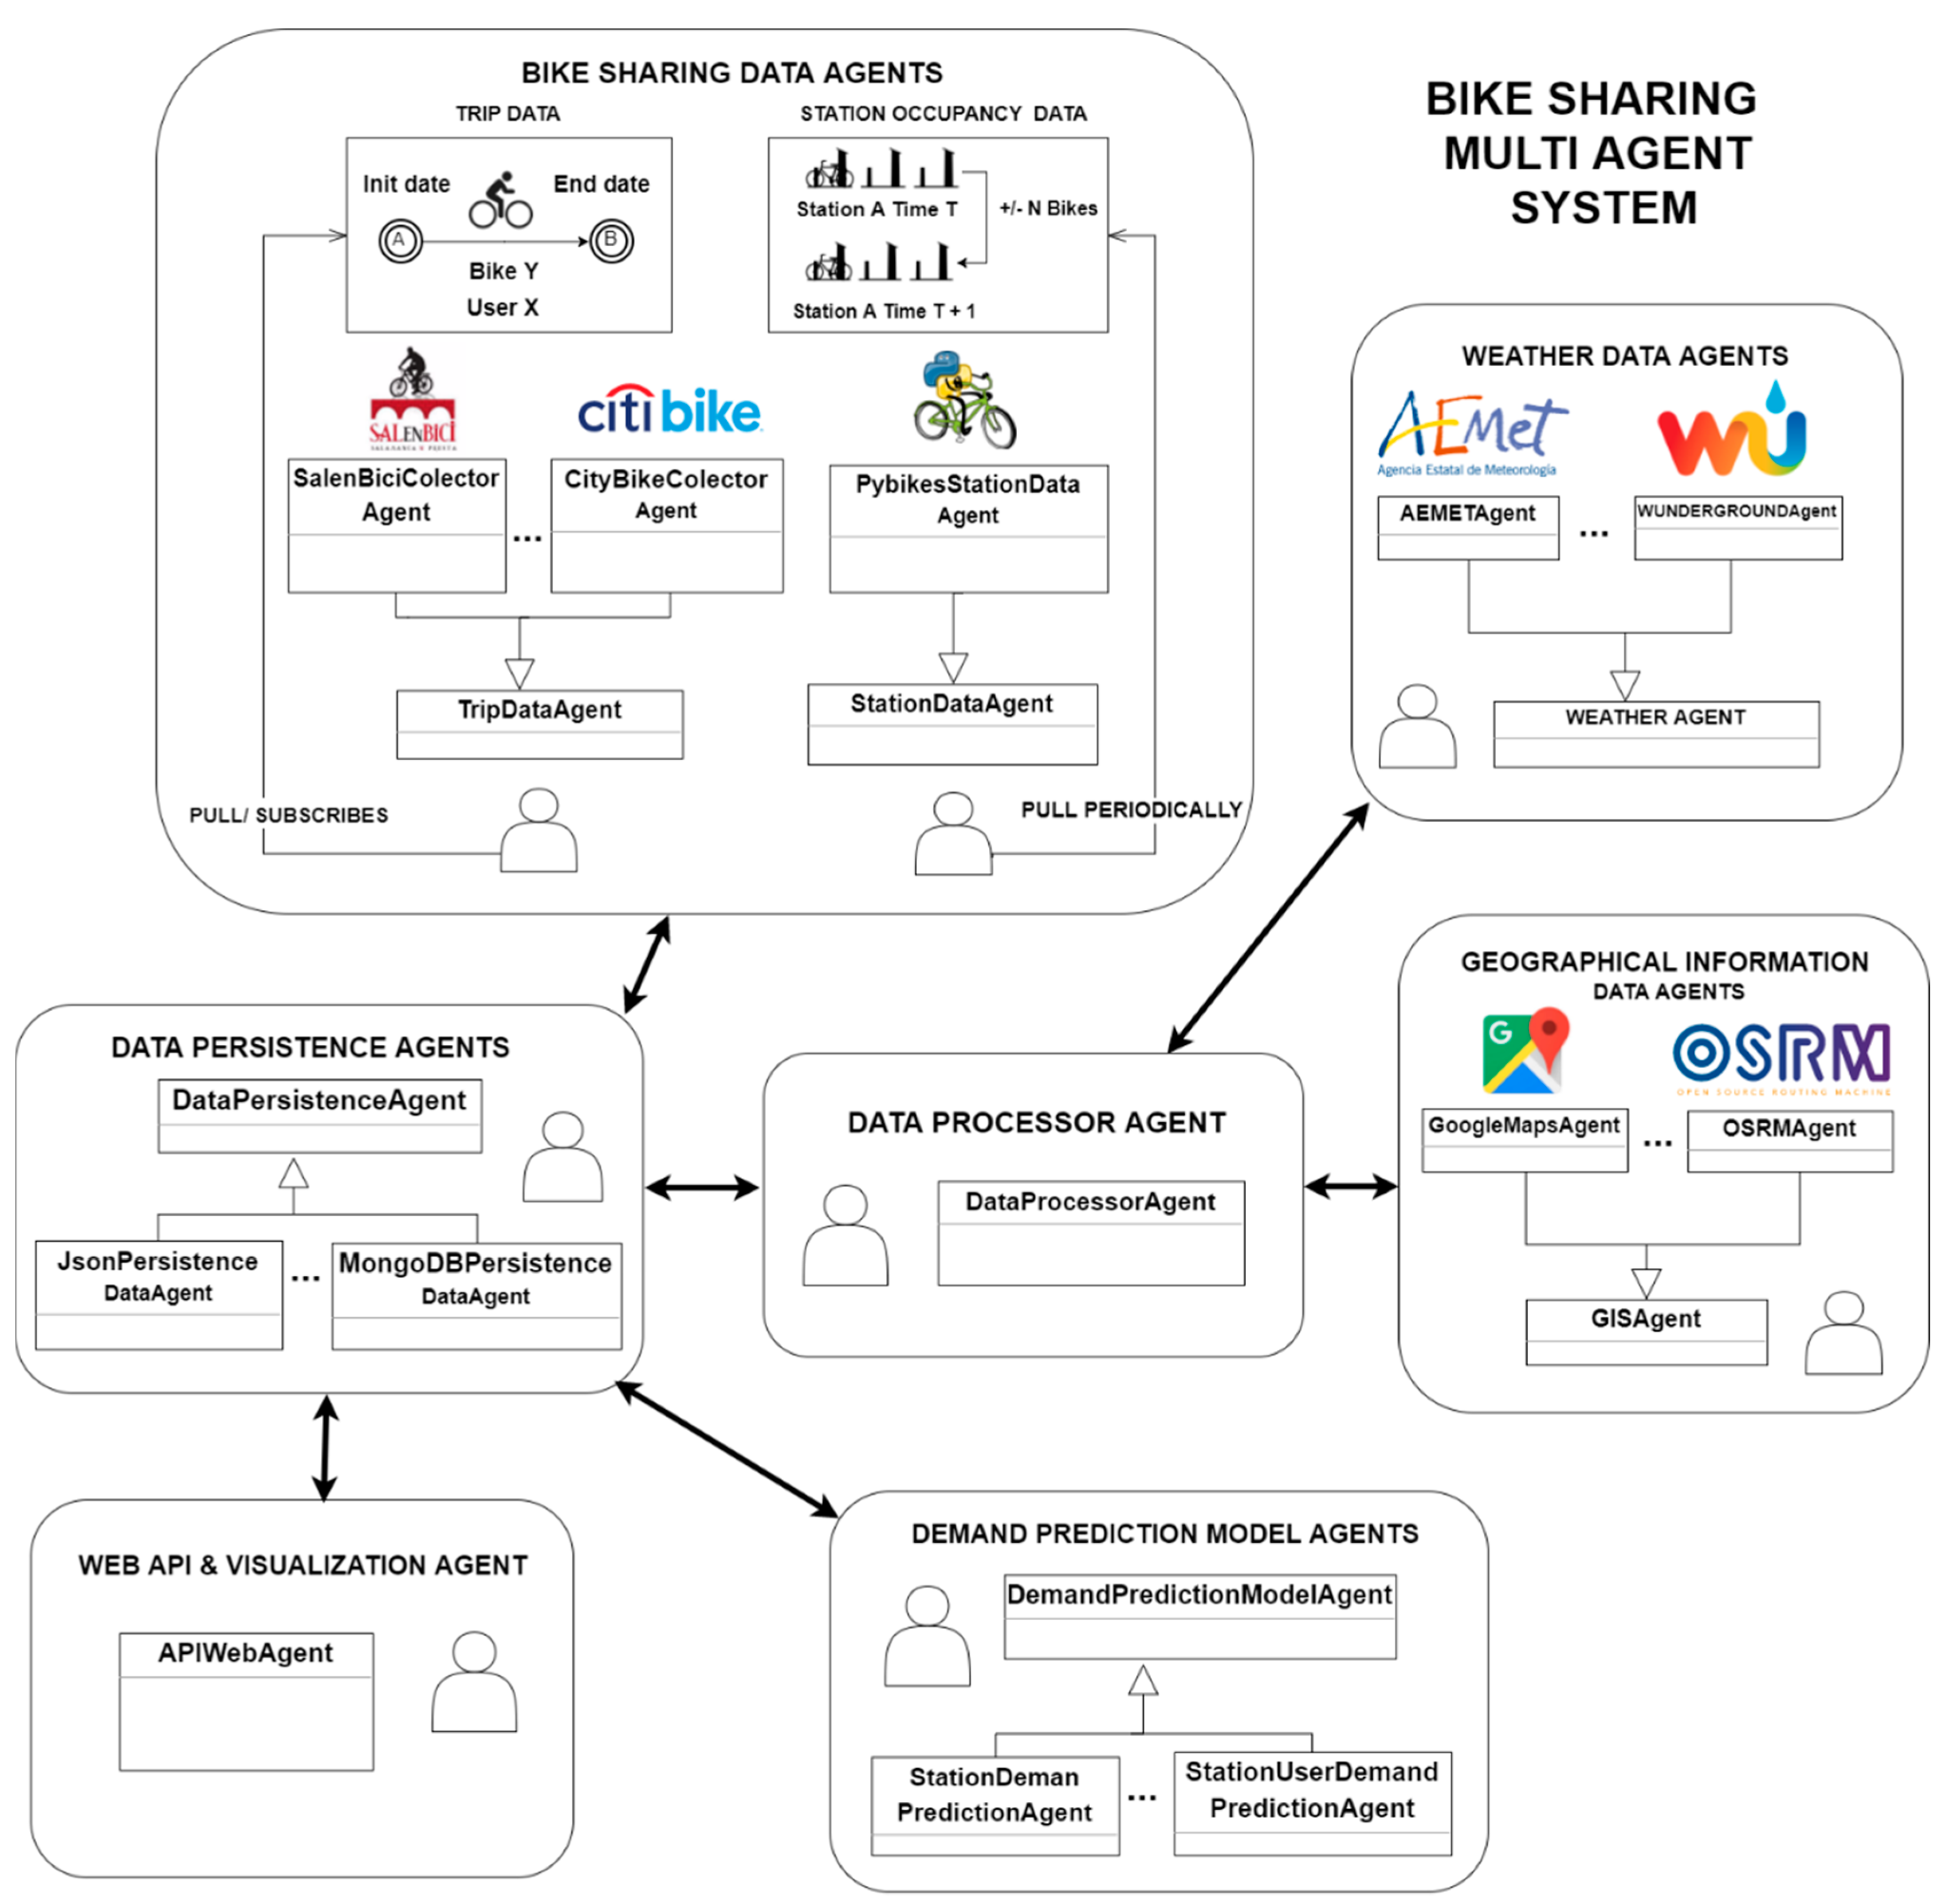 BIKE SHARING DATA AGENTS
TRIP DATA
STATION OCCUPANCY DATA
Init date
End date
A
B
Bike Y
User X
Station A Time T
+/- N Bikes
Station A Time T + 1
BIKE SHARING
MULTI AGENT
SYSTEM
SALENBICI
citi bike
SalenBiciColector
Agent
...
CityBikeColector
Agent
PybikesStationData
Agent
TripDataAgent
StationDataAgent
PULL/ SUBSCRIBES
PULL PERIODICALLY
WEATHER DATA AGENTS
AEMet
Agencia Estatal de Meteorología
wu
AEMETAgent
...
WUNDERGROUNDAgent
WEATHER AGENT
GEOGRAPHICAL INFORMATION
DATA AGENTS
G
OSRM
OPEN SOURCE ROUTING MACHINE
GoogleMapsAgent
...
OSRMAgent
GISAgent
DATA PERSISTENCE AGENTS
DataPersistenceAgent
JsonPersistence
DataAgent
...
MongoDBPersistence
DataAgent
DATA PROCESSOR AGENT
DataProcessorAgent
WEB API & VISUALIZATION AGENT
APIWebAgent
DEMAND PREDICTION MODEL AGENTS
DemandPredictionModelAgent
StationDeman
PredictionAgent
...
StationUserDemand
PredictionAgent